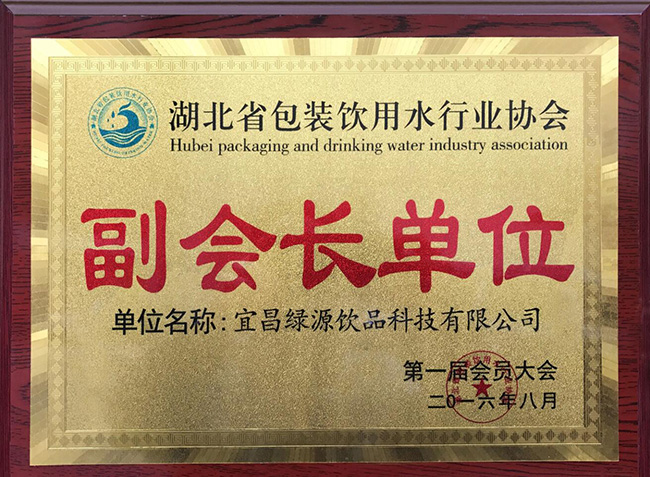 湖北省包装饮用水行业协会
Hubei packaging and drinking water industry association
副会长单位
单位名称：宜昌绿源饮品科技有限公司
第一届会员大会
二0一六年八月